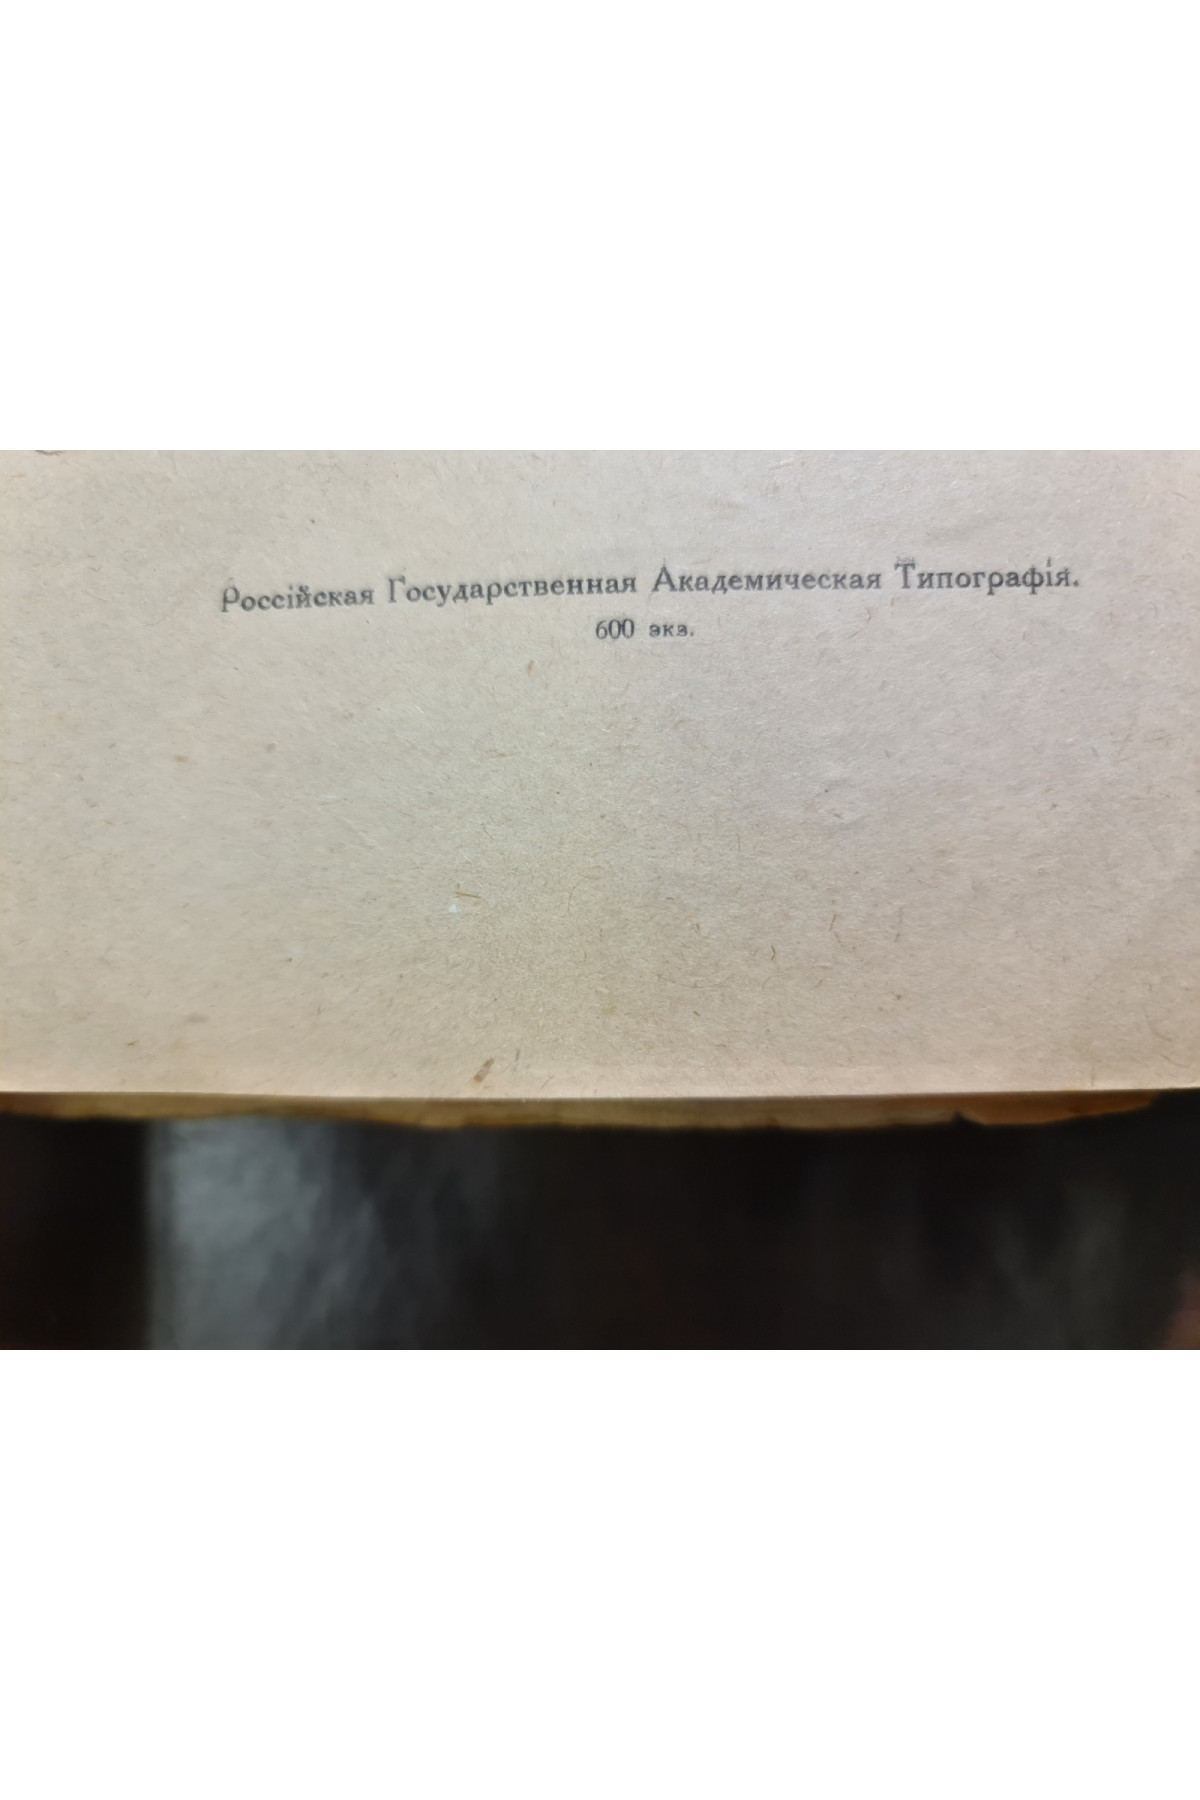 Россійская Государственная Академическая Типографія.
600 экз.